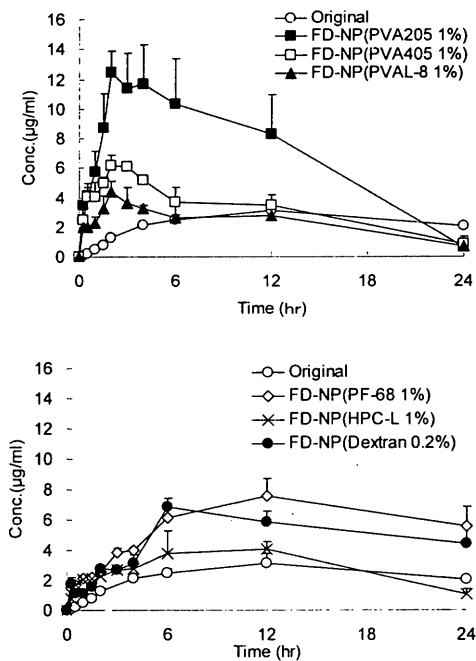 Original
FD-NP(PVA205 1%)
FD-NP(PVA405 1%)
FD-NP(PVAL-8 1%)
Conc.(μg/ml)
16
14
12
10
8
6
4
2
0
0 6 12 18 24
Time (hr)
Original
FD-NP(PF-68 1%)
FD-NP(HPC-L 1%)
FD-NP(Dextran 0.2%)
Conc.(μg/ml)
16
14
12
10
8
6
4
2
0
0 6 12 18 24
Time (hr)